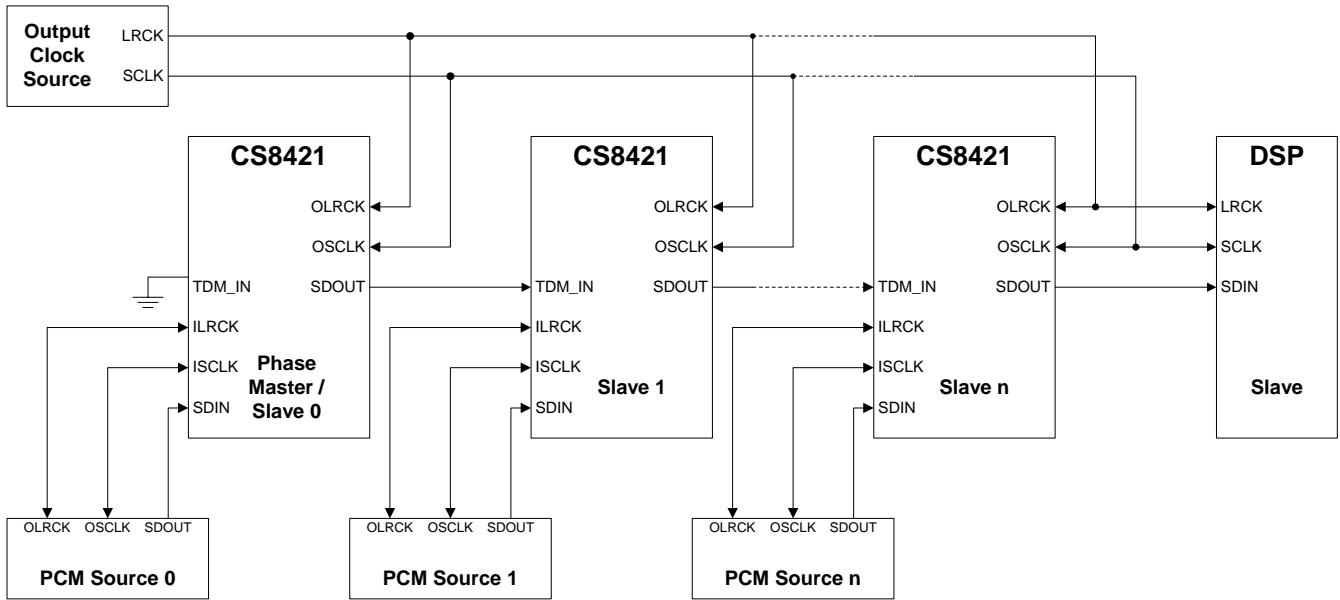 Output
Clock
Source
LRCK
SCLK
CS8421
OLRCK
OSCLK
TDM_IN
SDOUT
ILRCK
ISCLK
SDIN
Phase
Master /
Slave 0
CS8421
OLRCK
OSCLK
TDM_IN
SDOUT
ILRCK
ISCLK
SDIN
Slave 1
CS8421
OLRCK
OSCLK
TDM_IN
SDOUT
ILRCK
ISCLK
SDIN
Slave n
DSP
LRCK
SCLK
SDIN
Slave
OLRCK OSCLK SDOUT
PCM Source 0
OLRCK OSCLK SDOUT
PCM Source 1
OLRCK OSCLK SDOUT
PCM Source n